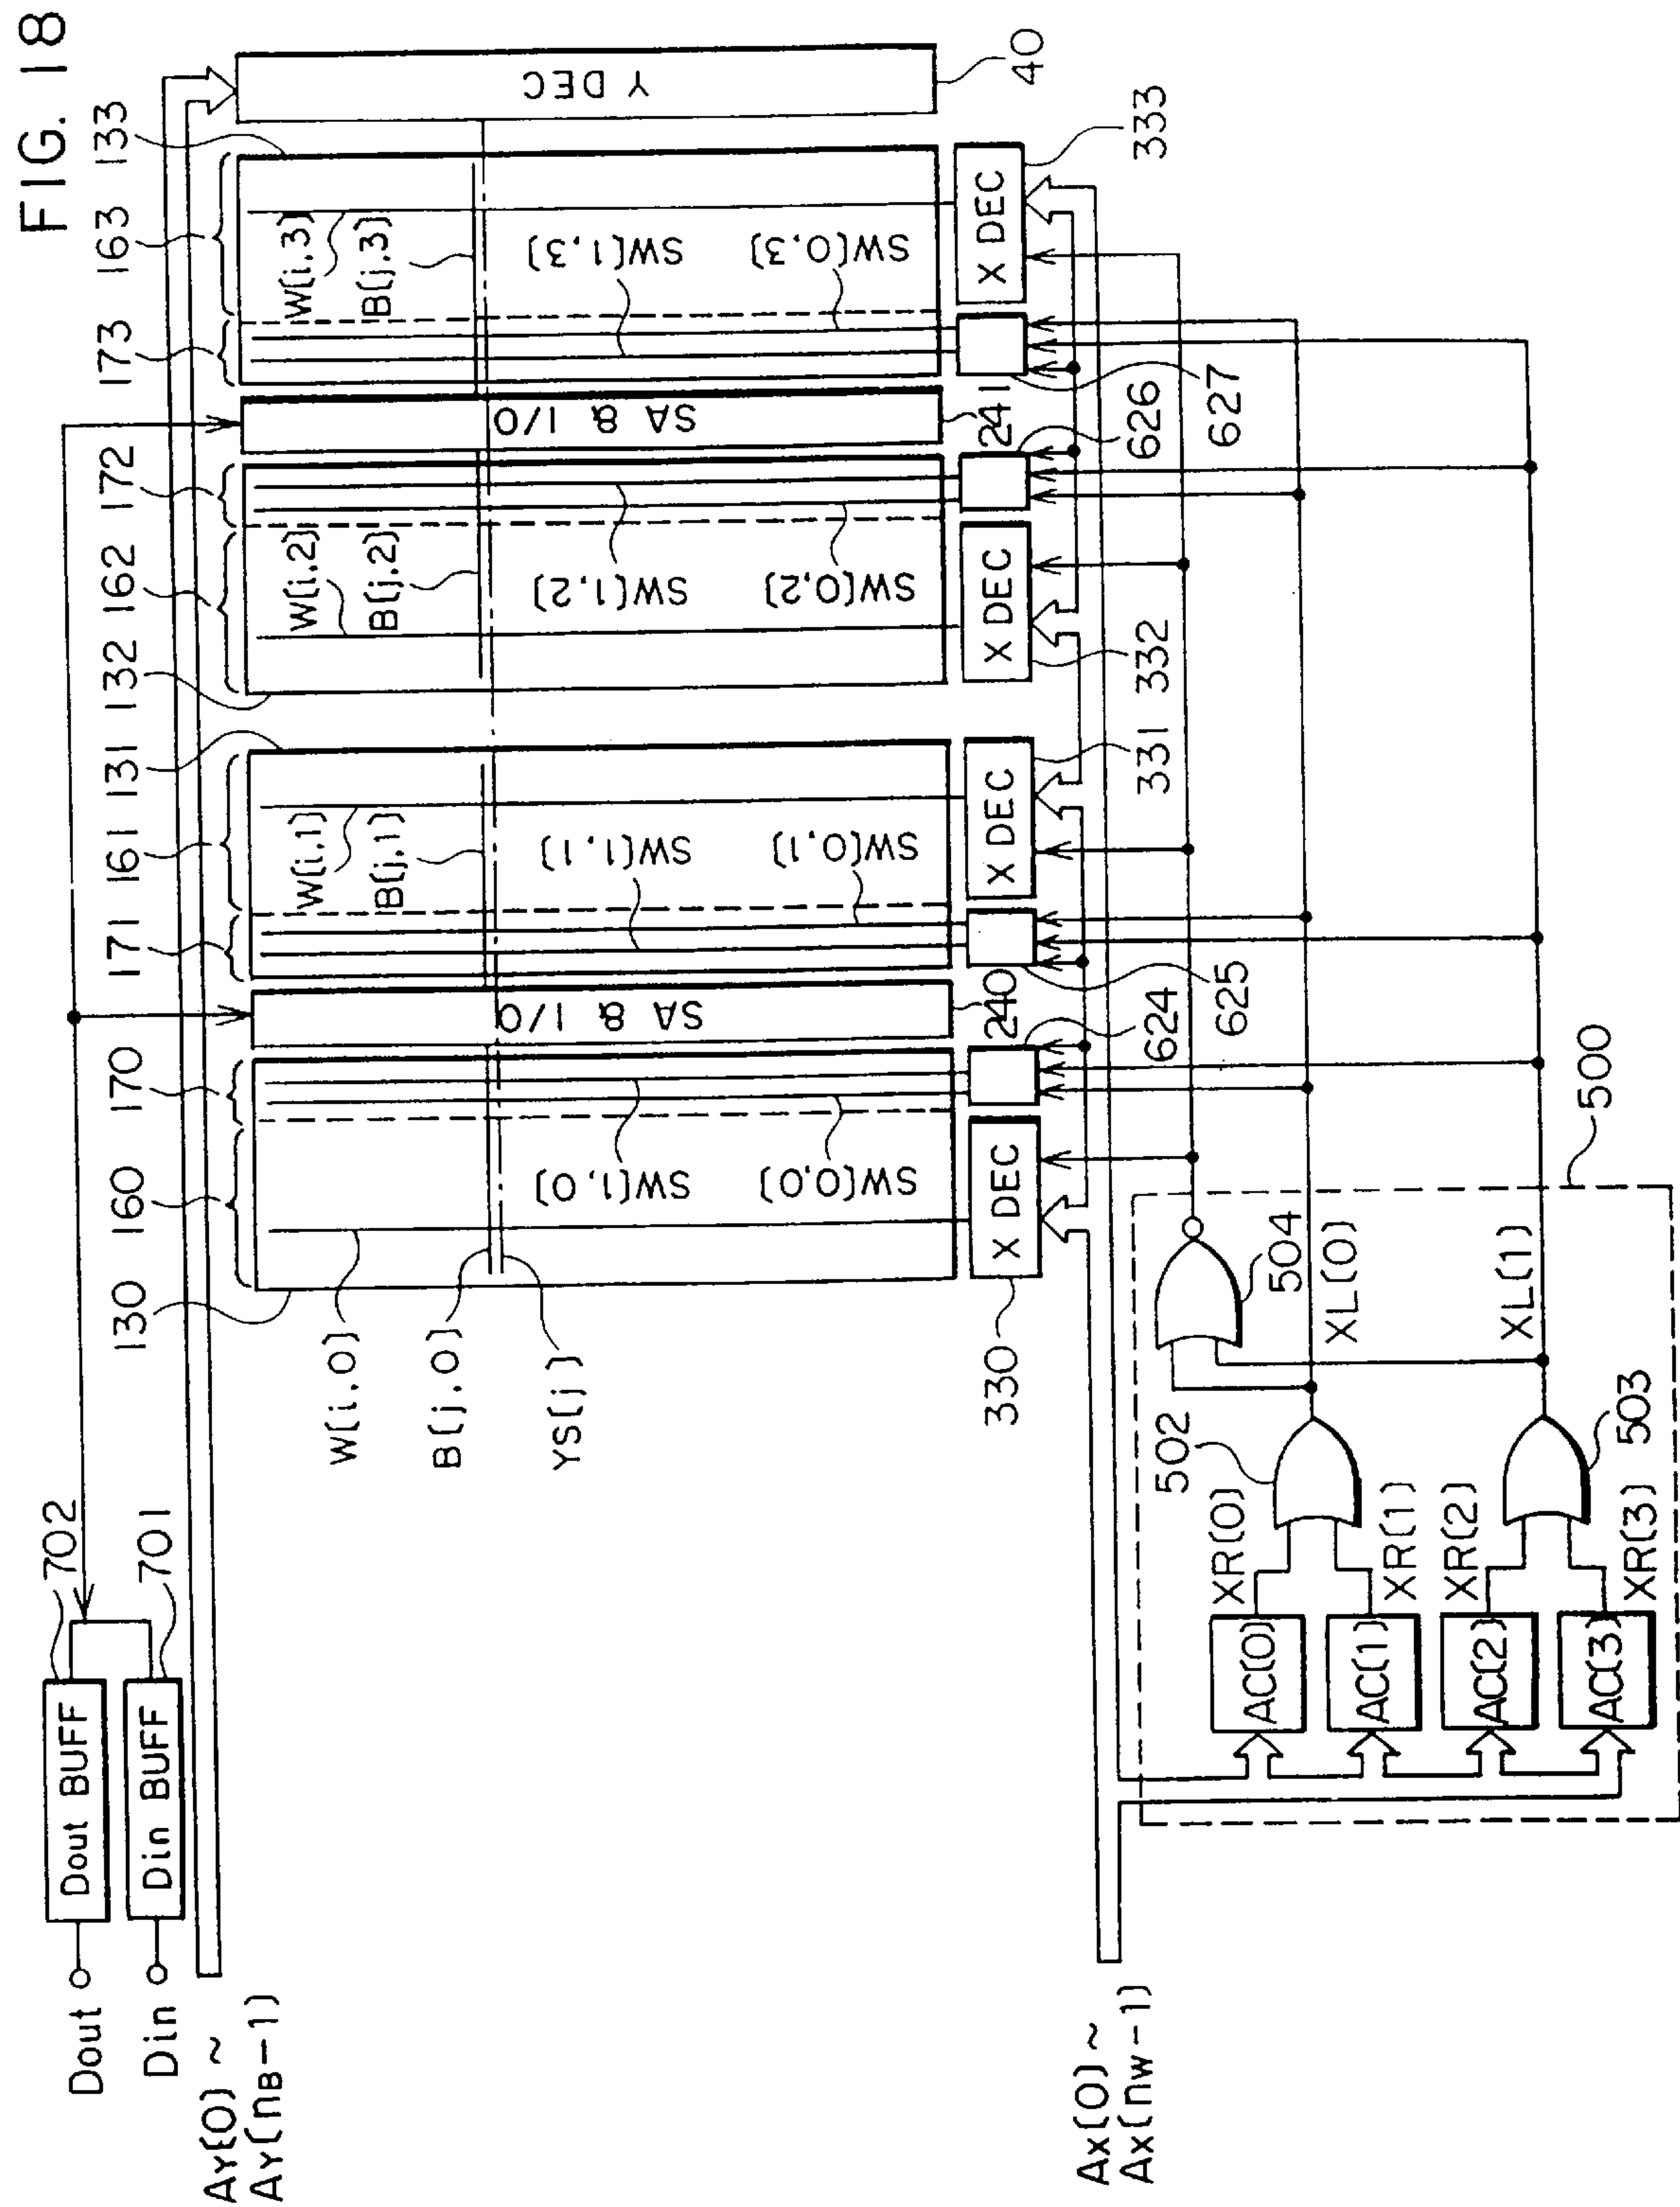 FIG. 18
Dout
Dout BUFF
702
Din
Din BUFF
701
AY(0) ~
AY(nB-1)
130
160
170
171
161
131
132
162
172
173
163
133
W(i,0)
B(j,0)
YS(j)
SW(1,0)
SW(0,0)
SA & I/O
240
W(i,1)
B(j,1)
SW(1,1)
SW(0,1)
W(i,2)
B(j,2)
SW(1,2)
SW(0,2)
SA & I/O
241
W(i,3)
B(j,3)
SW(1,3)
SW(0,3)
Y DEC
40
330
X DEC
624
625
X DEC
331
X DEC
332
626
627
X DEC
333
AX(0) ~
AX(nW-1)
AC(0)
XR(0)
AC(1)
XR(1)
AC(2)
XR(2)
AC(3)
XR(3)
502
503
504
XL(0)
XL(1)
500